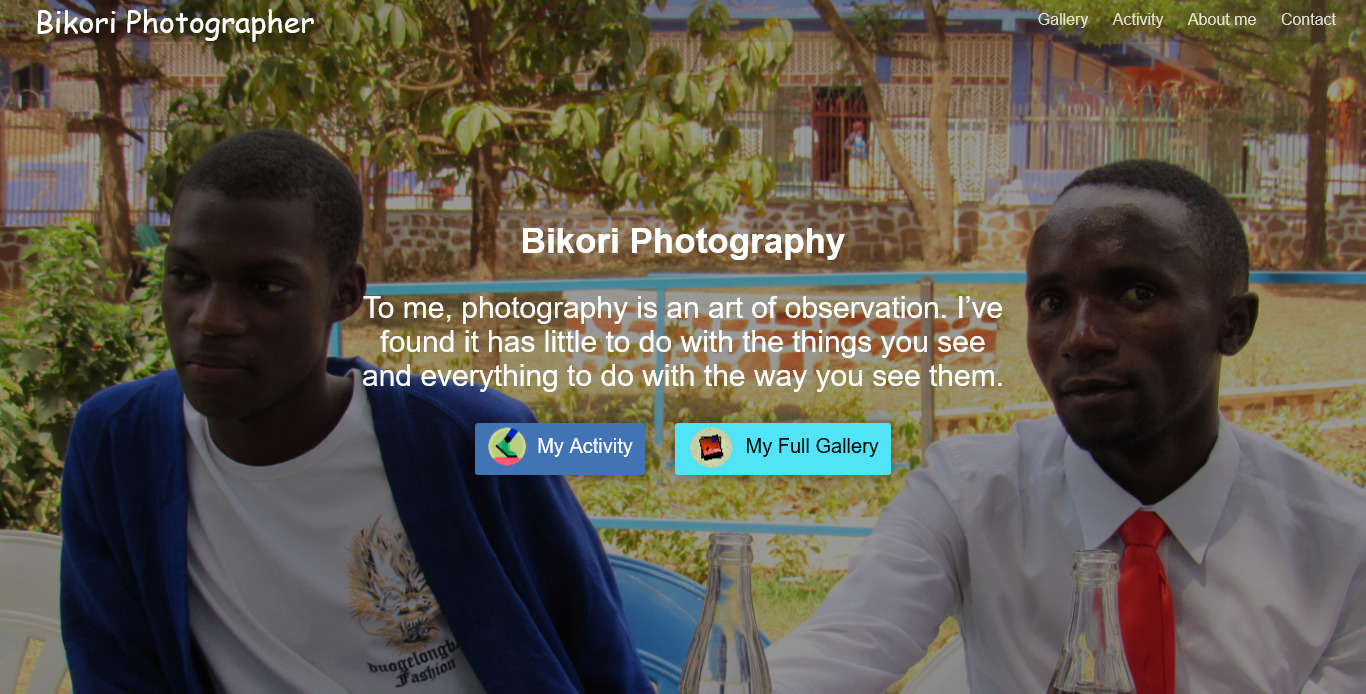 Bikori Photographer
Gallery Activity About me Contact
Bikori Photography
To me, photography is an art of observation. I’ve
found it has little to do with the things you see
and everything to do with the way you see them.
My Activity
My Full Gallery
duogelongba
Fashion